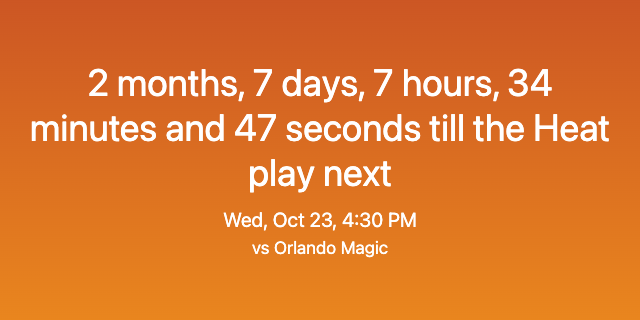 2 months, 7 days, 7 hours, 34
minutes and 47 seconds till the Heat
play next
Wed, Oct 23, 4:30 PM
vs Orlando Magic